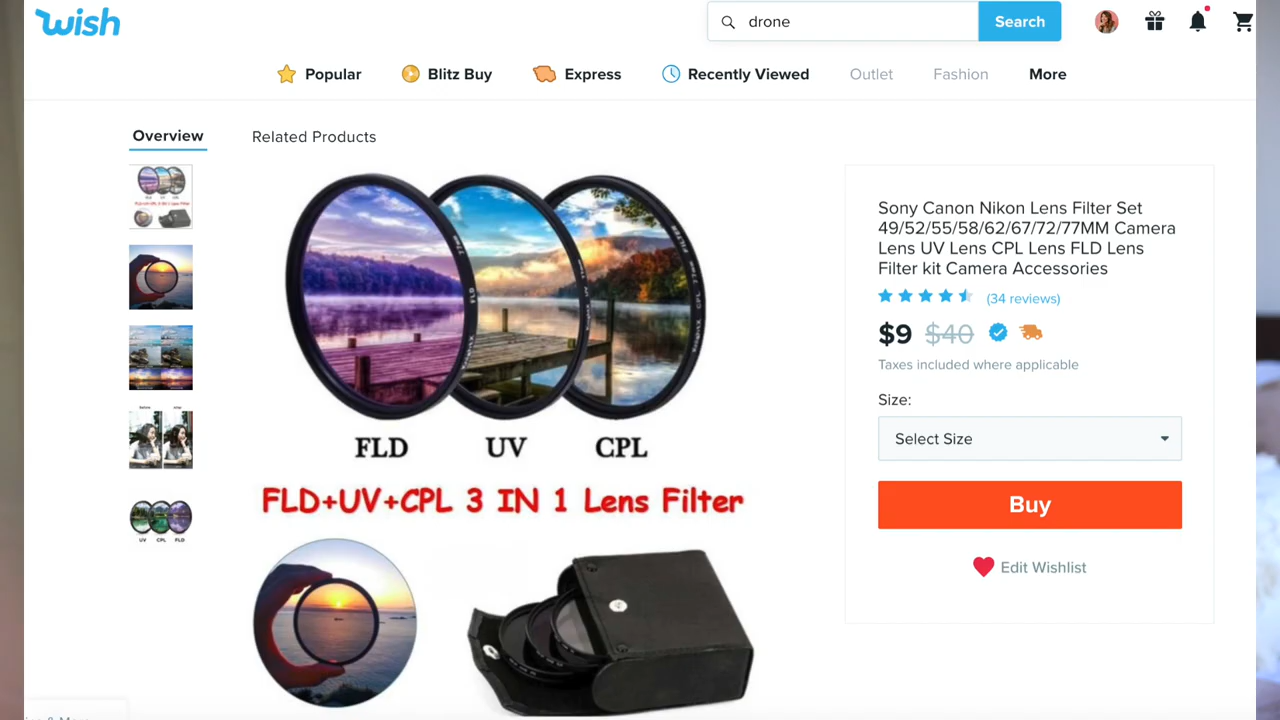 wish
drone
Search
Popular
Blitz Buy
Express
Recently Viewed
Outlet
Fashion
More
Overview
Related Products
FLD
UV
CPL
FLD+UV+CPL 3 IN 1 Lens Filter
UV CPL FLD
Sony Canon Nikon Lens Filter Set
49/52/55/58/62/67/72/77MM Camera
Lens UV Lens CPL Lens FLD Lens
Filter kit Camera Accessories
(34 reviews)
$9 $40
Taxes included where applicable
Size:
Select Size
Buy
Edit Wishlist